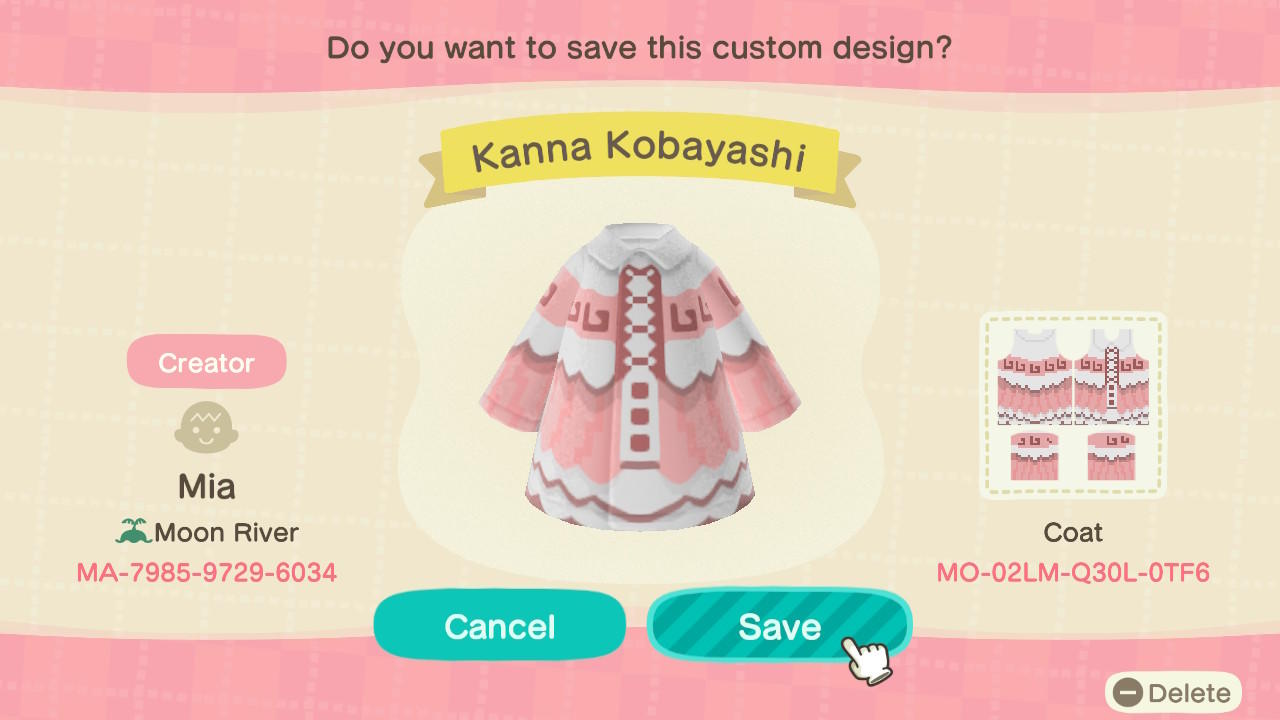 Do you want to save this custom design?
Kanna Kobayashi
Creator
Mia
Moon River
MA-7985-9729-6034
Coat
MO-02LM-Q30L-0TF6
Cancel
Save
Delete